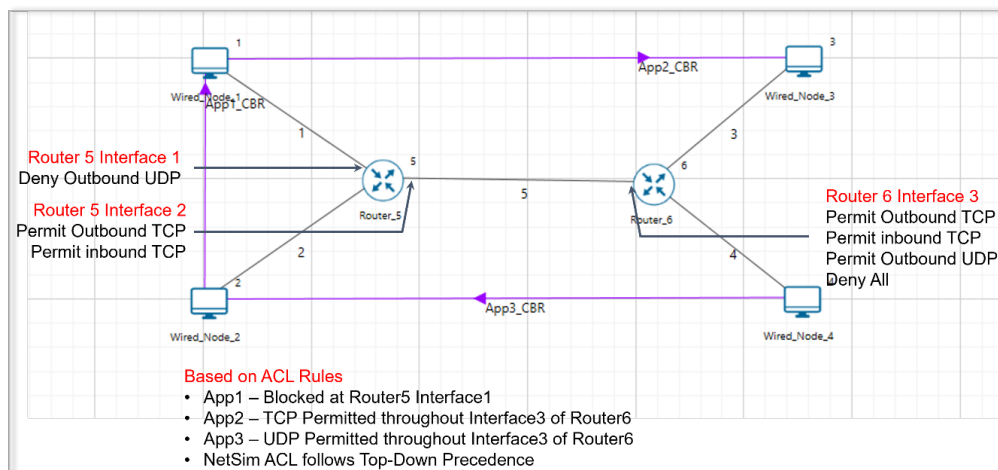 1
3
App2_CBR
Wired_Node_1
App1_CBR
Wired_Node_3
1
3
Router 5 Interface 1
Deny Outbound UDP
5
6
5
Router_5
Router_6
Router 5 Interface 2
Permit Outbound TCP
Permit inbound TCP
Router 6 Interface 3
Permit Outbound TCP
Permit inbound TCP
Permit Outbound UDP
Deny All
2
4
2
App3_CBR
Wired_Node_2
Wired_Node_4
Based on ACL Rules
• App1 – Blocked at Router5 Interface1
• App2 – TCP Permitted throughout Interface3 of Router6
• App3 – UDP Permitted throughout Interface3 of Router6
• NetSim ACL follows Top-Down Precedence